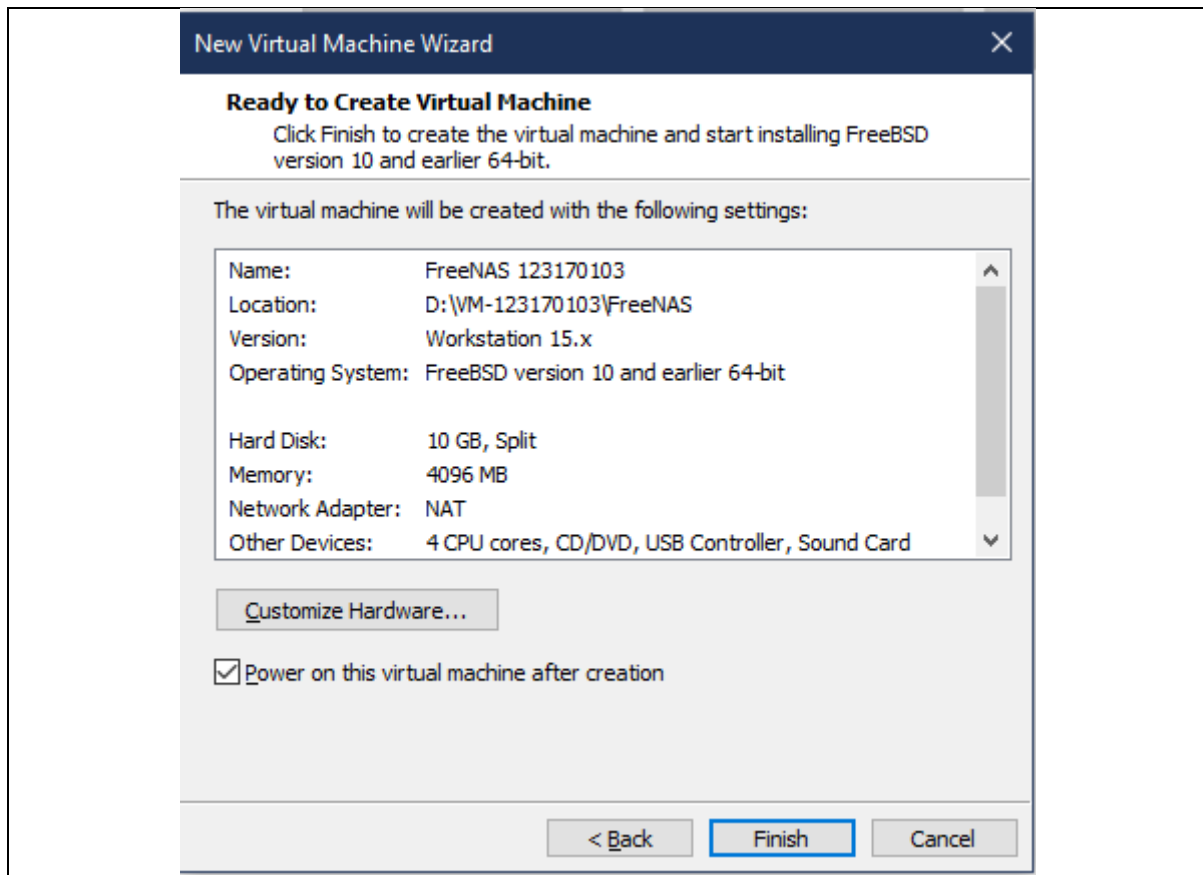 New Virtual Machine Wizard
Ready to Create Virtual Machine
Click Finish to create the virtual machine and start installing FreeBSD
version 10 and earlier 64-bit.
The virtual machine will be created with the following settings:
Name: FreeNAS 123170103
Location: D:\VM-123170103\FreeNAS
Version: Workstation 15.x
Operating System: FreeBSD version 10 and earlier 64-bit
Hard Disk: 10 GB, Split
Memory: 4096 MB
Network Adapter: NAT
Other Devices: 4 CPU cores, CD/DVD, USB Controller, Sound Card
Customize Hardware...
Power on this virtual machine after creation
< Back Finish Cancel